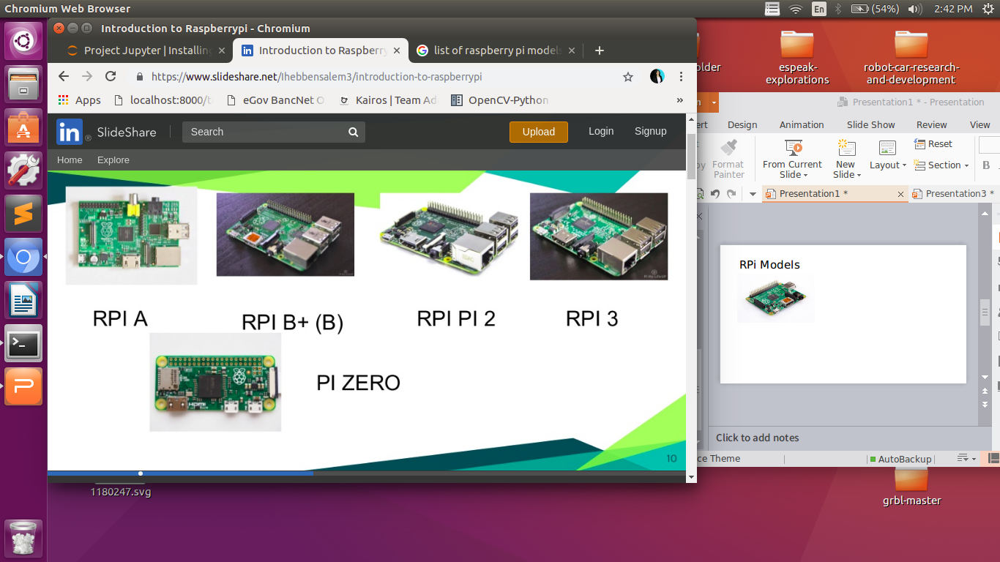 Chromium Web Browser
En
(54%)
2:42 PM
Introduction to Raspberrypi - Chromium
Project Jupyter | Installing
Introduction to Raspberry
list of raspberry pi models
https://www.slideshare.net/Ihebbensalem3/introduction-to-raspberrypi
Apps
localhost:8000/t
eGov BancNet O
Kairos | Team Ad
OpenCV-Python
»
in
SlideShare
Search
Upload
Login
Signup
Home
Explore
RPI A
RPI B+ (B)
RPI PI 2
RPI 3
PI ZERO
10
1180247.svg
older
espeak-
explorations
robot-car-research-
and-development
Presentation1 * - Presentation
ert
Design
Animation
Slide Show
Review
View
py
Format
Painter
From Current
Slide
New
Slide
Layout
Reset
Section
B
Presentation1 *
Presentation3 *
RPi Models
Click to add notes
ce Theme
AutoBackup
grbl-master